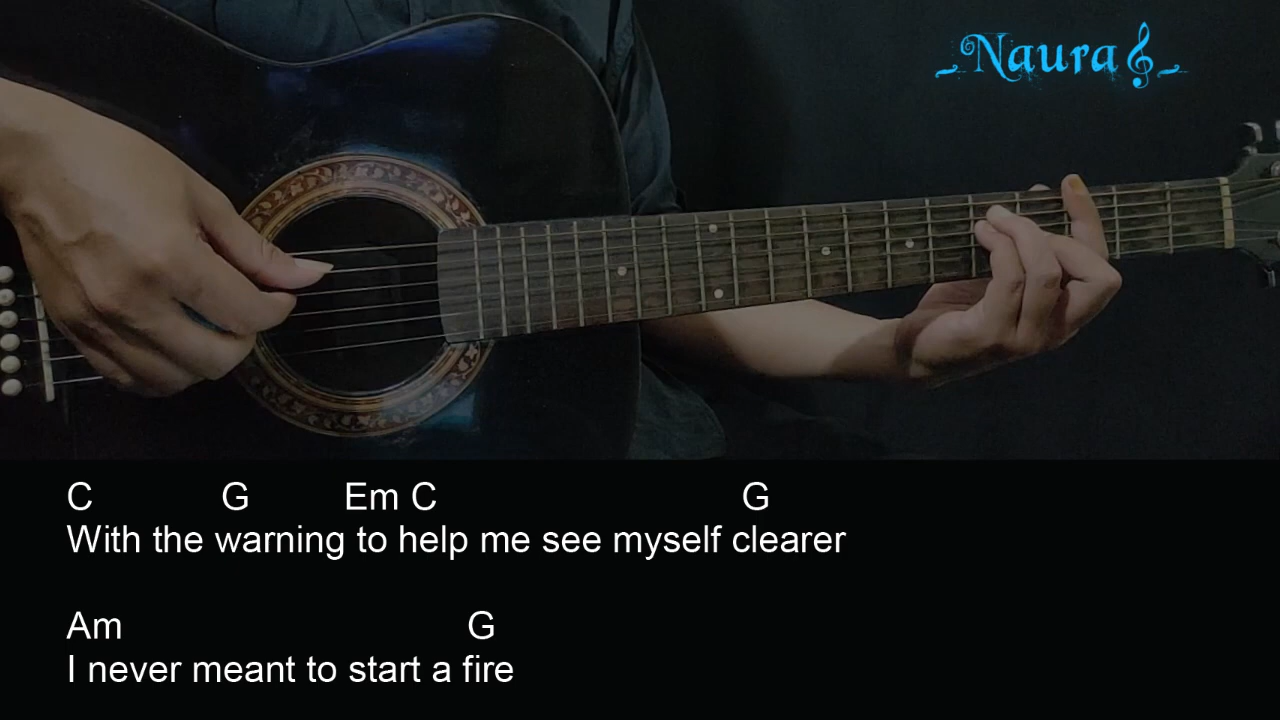 Naura
C G Em C G
With the warning to help me see myself clearer
Am G
I never meant to start a fire